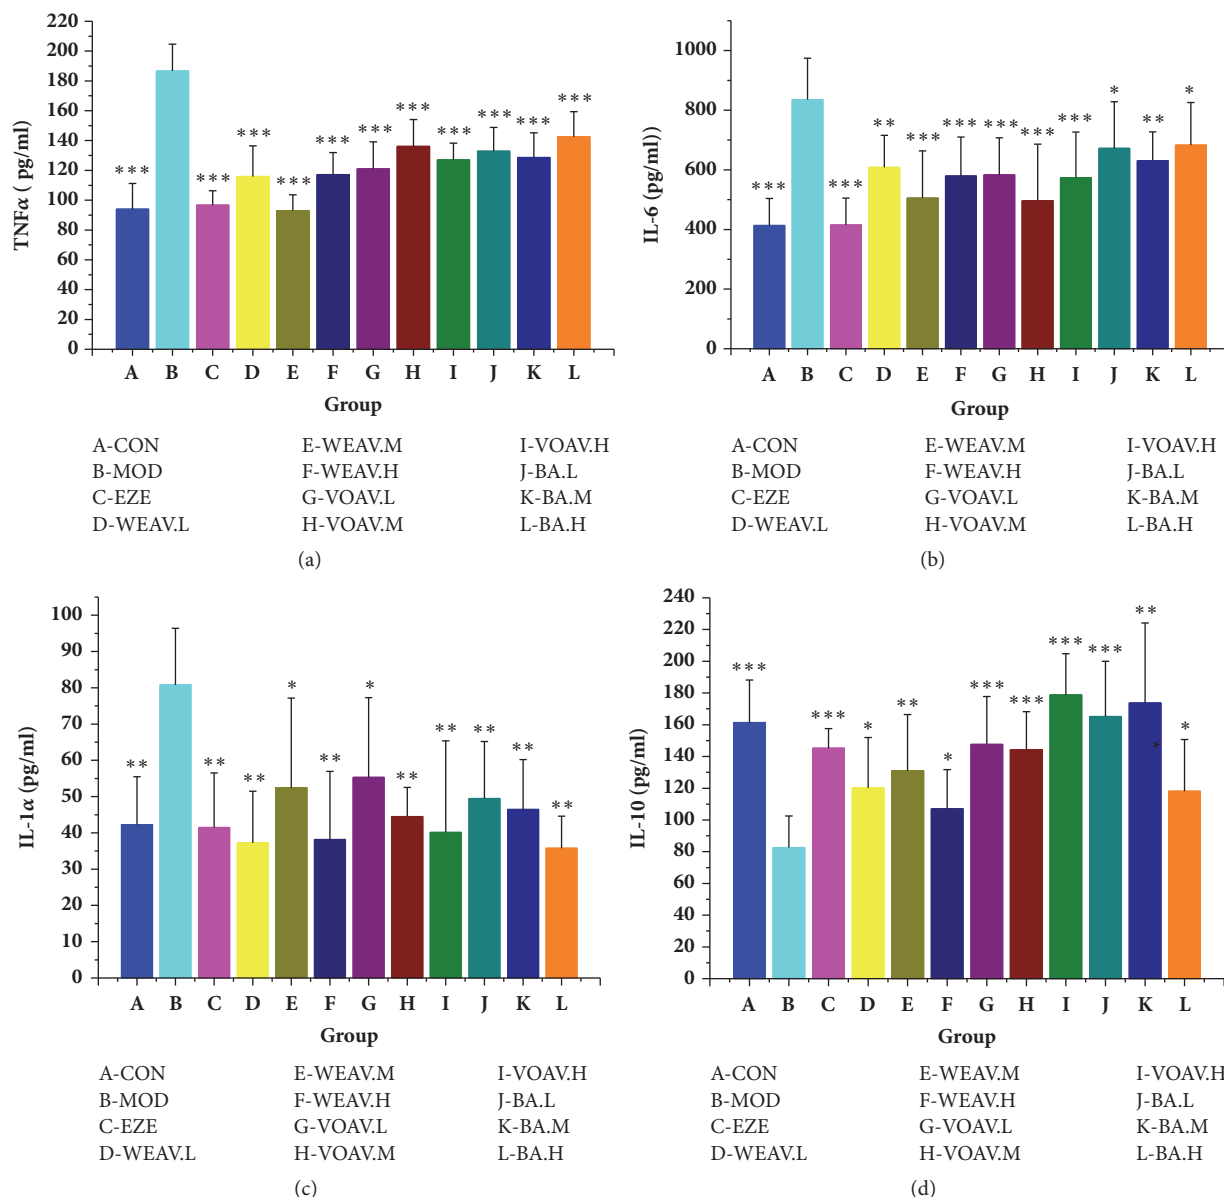 220
200
180
160
140
120
100
80
60
40
20
0
TNFα ( pg/ml)
*** *** *** *** *** *** *** *** *** *** ***
A B C D E F G H I J K L
Group
A-CON E-WEAV.M I-VOAV.H
B-MOD F-WEAV.H J-BA.L
C-EZE G-VOAV.L K-BA.M
D-WEAV.L H-VOAV.M L-BA.H
(a)
1000
800
600
400
200
0
IL-6 (pg/ml))
*** *** ** *** *** *** *** *** * ** *
A B C D E F G H I J K L
Group
A-CON E-WEAV.M I-VOAV.H
B-MOD F-WEAV.H J-BA.L
C-EZE G-VOAV.L K-BA.M
D-WEAV.L H-VOAV.M L-BA.H
(b)
100
90
80
70
60
50
40
30
20
10
0
IL-1α (pg/ml)
** ** ** * ** * ** ** ** ** **
A B C D E F G H I J K L
Group
A-CON E-WEAV.M I-VOAV.H
B-MOD F-WEAV.H J-BA.L
C-EZE G-VOAV.L K-BA.M
D-WEAV.L H-VOAV.M L-BA.H
(c)
240
220
200
180
160
140
120
100
80
60
40
20
0
IL-10 (pg/ml)
*** *** * ** * *** *** *** *** ** * *
A B C D E F G H I J K L
Group
A-CON E-WEAV.M I-VOAV.H
B-MOD F-WEAV.H J-BA.L
C-EZE G-VOAV.L K-BA.M
D-WEAV.L H-VOAV.M L-BA.H
(d)